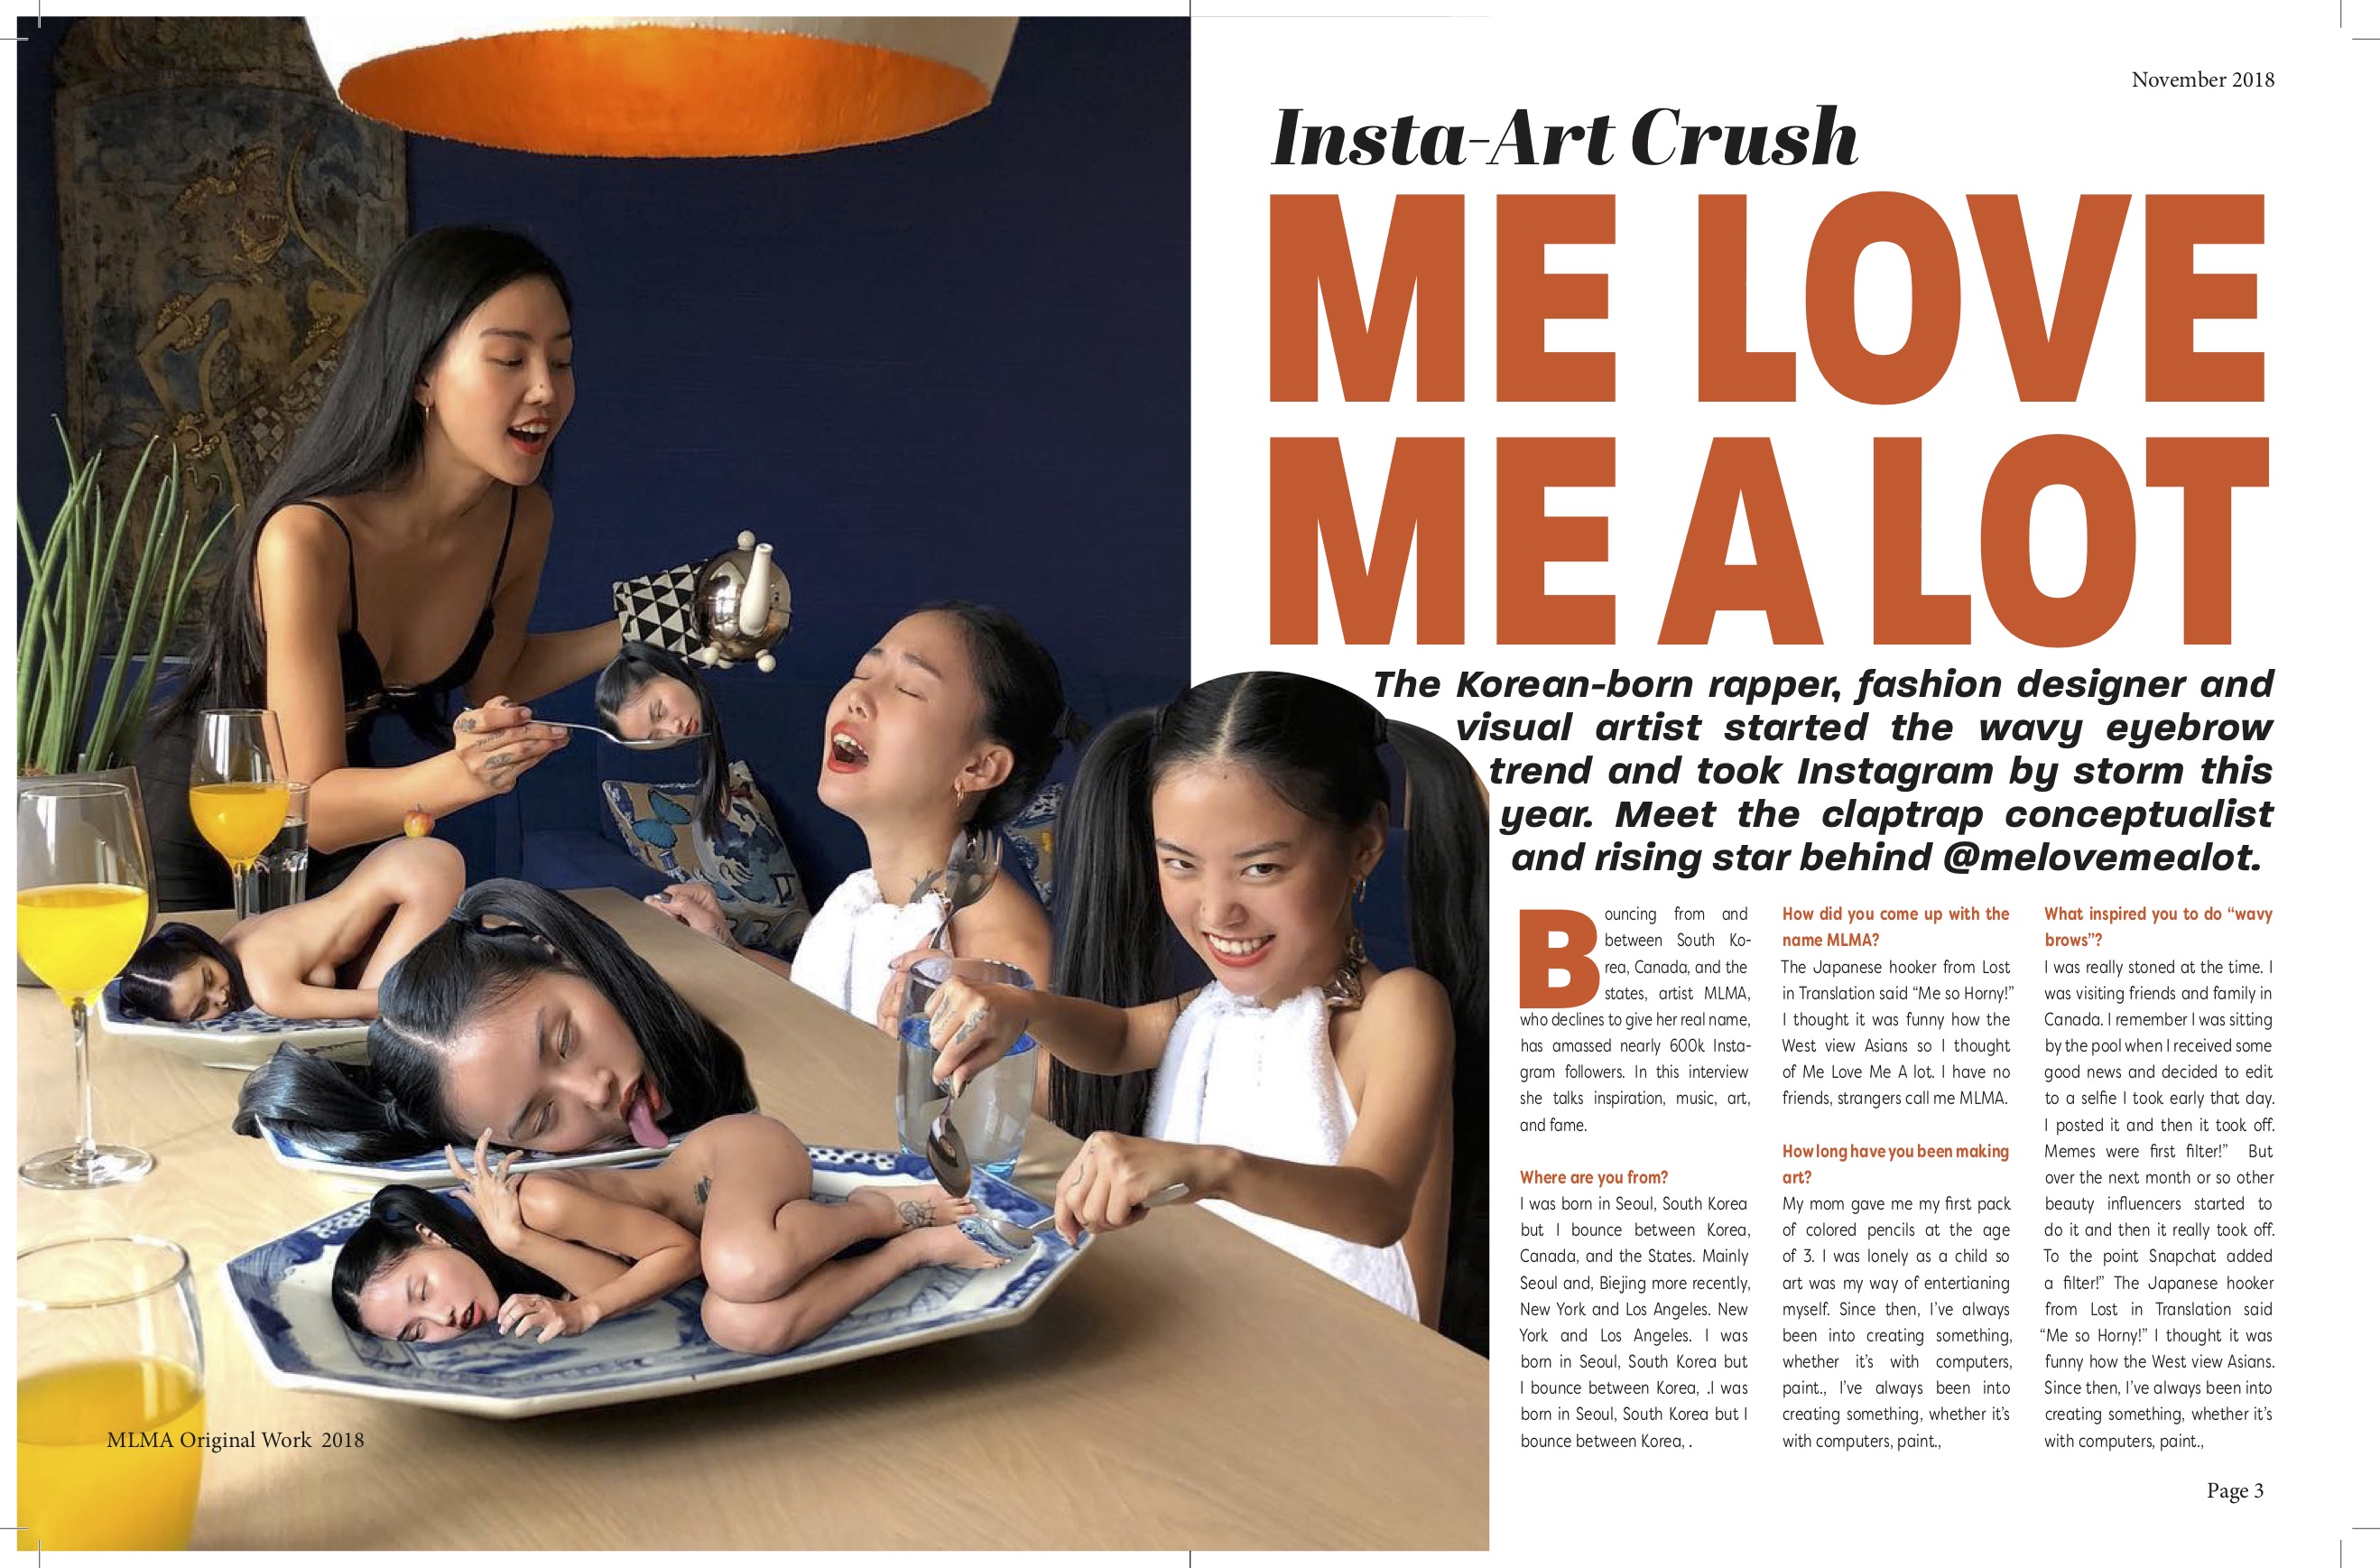 November 2018
Insta-Art Crush
ME LOVE
ME A LOT
The Korean-born rapper, fashion designer and
visual artist started the wavy eyebrow
trend and took Instagram by storm this
year. Meet the claptrap conceptualist
and rising star behind @melovemealot.
Bouncing from and
between South Ko-
rea, Canada, and the
states, artist MLMA,
who declines to give her real name,
has amassed nearly 600k Insta-
gram followers. In this interview
she talks inspiration, music, art,
and fame.
Where are you from?
I was born in Seoul, South Korea
but I bounce between Korea,
Canada, and the States. Mainly
Seoul and, Biejing more recently,
New York and Los Angeles. New
York and Los Angeles. I was
born in Seoul, South Korea but
I bounce between Korea, .I was
born in Seoul, South Korea but I
bounce between Korea, .
How did you come up with the
name MLMA?
The Japanese hooker from Lost
in Translation said “Me so Horny!”
I thought it was funny how the
West view Asians so I thought
of Me Love Me A lot. I have no
friends, strangers call me MLMA.
How long have you been making
art?
My mom gave me my first pack
of colored pencils at the age
of 3. I was lonely as a child so
art was my way of entertianing
myself. Since then, I’ve always
been into creating something,
whether it’s with computers,
paint., I’ve always been into
creating something, whether it’s
with computers, paint.,
What inspired you to do “wavy
brows”?
I was really stoned at the time. I
was visiting friends and family in
Canada. I remember I was sitting
by the pool when I received some
good news and decided to edit
to a selfie I took early that day.
I posted it and then it took off.
Memes were first filter!” But
over the next month or so other
beauty influencers started to
do it and then it really took off.
To the point Snapchat added
a filter!” The Japanese hooker
from Lost in Translation said
“Me so Horny!” I thought it was
funny how the West view Asians.
Since then, I’ve always been into
creating something, whether it’s
with computers, paint.,
MLMA Original Work 2018
Page 3